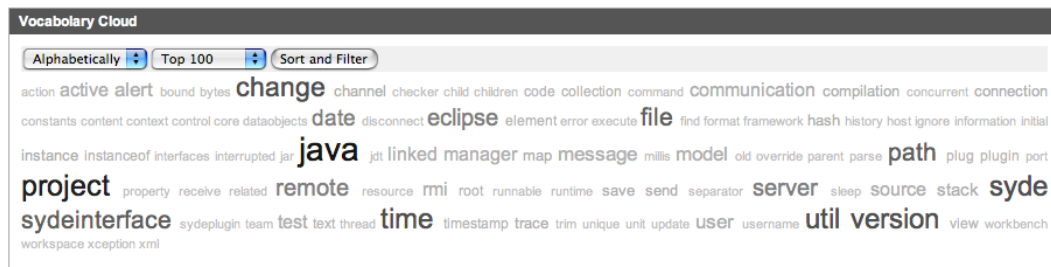 Vocabolary Cloud
Alphabetically Top 100 Sort and Filter
action active alert bound bytes change channel checker child children code collection command communication compilation concurrent connection
constants content context control core dataobjects date disconnect eclipse element error execute file find format framework hash history host ignore information initial
instance instanceof interfaces interrupted jar java jdt linked manager map message millis model old override parent parse path plug plugin port
project property receive related remote resource rmi root runnable runtime save send separator server sleep source stack syde
sydeinterface sydeplugin team test text thread time timestamp trace trim unique unit update user username util version view workbench
workspace xception xml